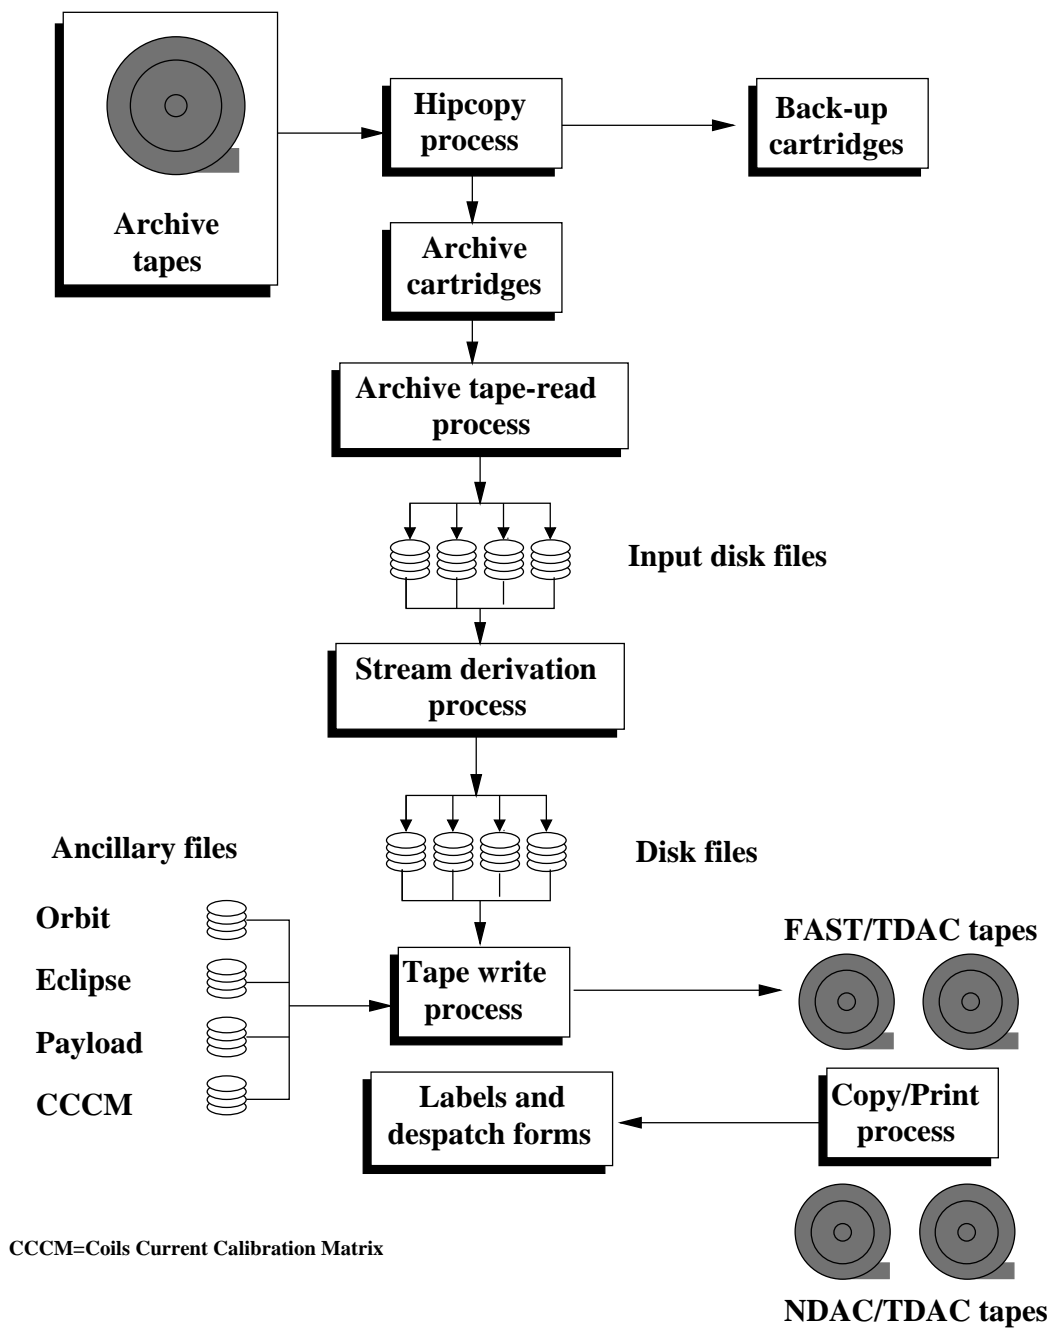 Archive
tapes
Hipcopy
process
Back-up
cartridges
Archive
cartridges
Archive tape-read
process
Input disk files
Stream derivation
process
Disk files
Ancillary files
Orbit
Eclipse
Payload
CCCM
Tape write
process
FAST/TDAC tapes
Labels and
despatch forms
Copy/Print
process
NDAC/TDAC tapes
CCCM=Coils Current Calibration Matrix